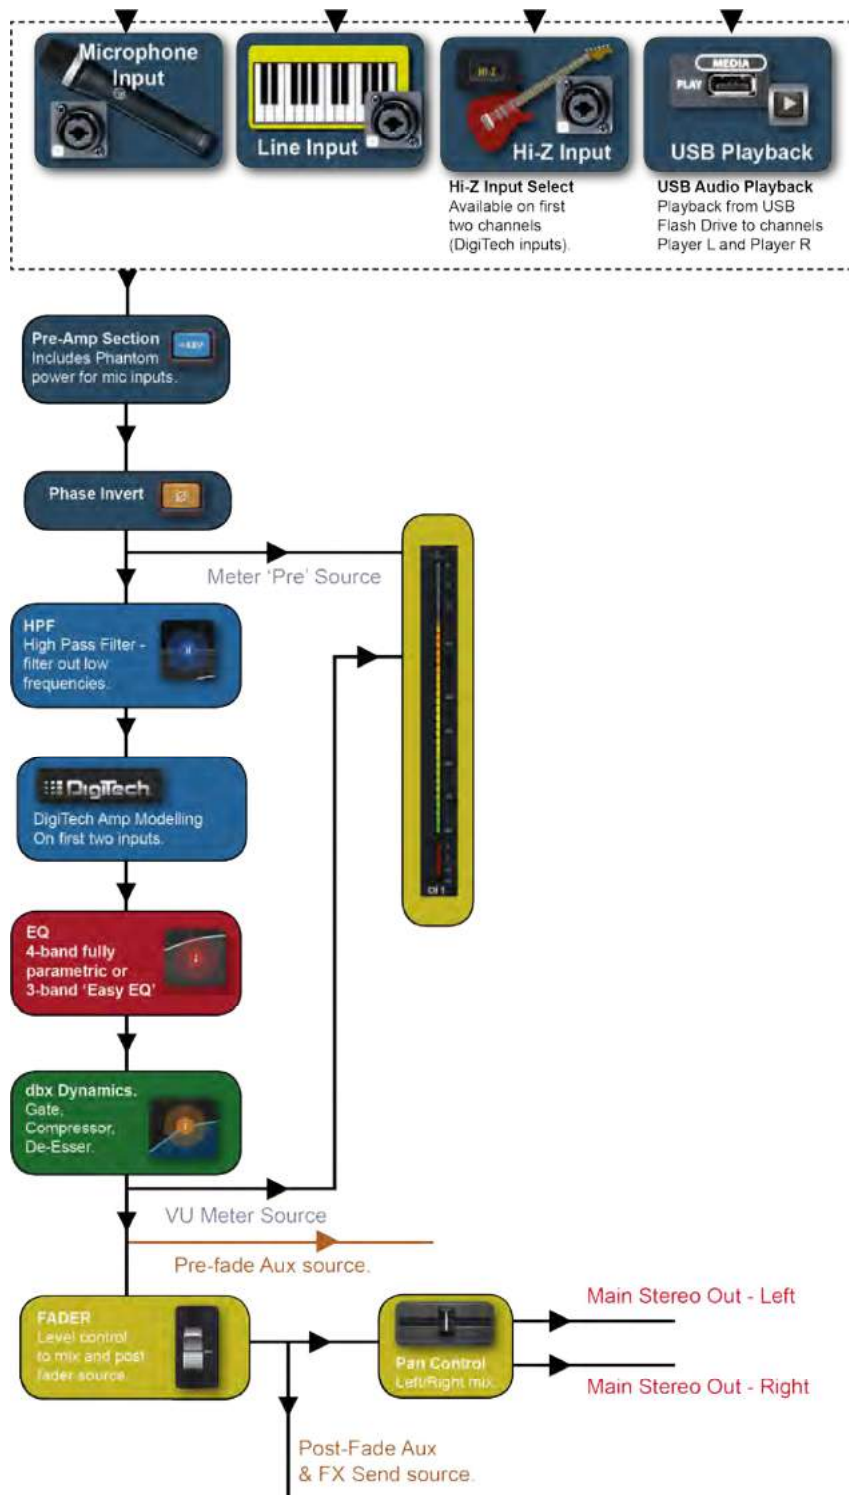 Microphone
Input
Line Input
HI-Z
Hi-Z Input
MEDIA
PLAY
USB Playback
Hi-Z Input Select
Available on first
two channels
(DigiTech inputs).
USB Audio Playback
Playback from USB
Flash Drive to channels
Player L and Player R
Pre-Amp Section
Includes Phantom
power for mic inputs.
+48V
Phase Invert
Meter ‘Pre’ Source
HPF
High Pass Filter -
filter out low
frequencies.
DigiTech
DigiTech Amp Modelling
On first two inputs.
CH 1
EQ
4-band fully
parametric or
3-band ‘Easy EQ’
dbx Dynamics.
Gate,
Compressor,
De-Esser.
VU Meter Source
Pre-fade Aux source.
FADER
Level control
to mix and post
fader source.
Pan Control
Left/Right mix.
Main Stereo Out - Left
Main Stereo Out - Right
Post-Fade Aux
& FX Send source.